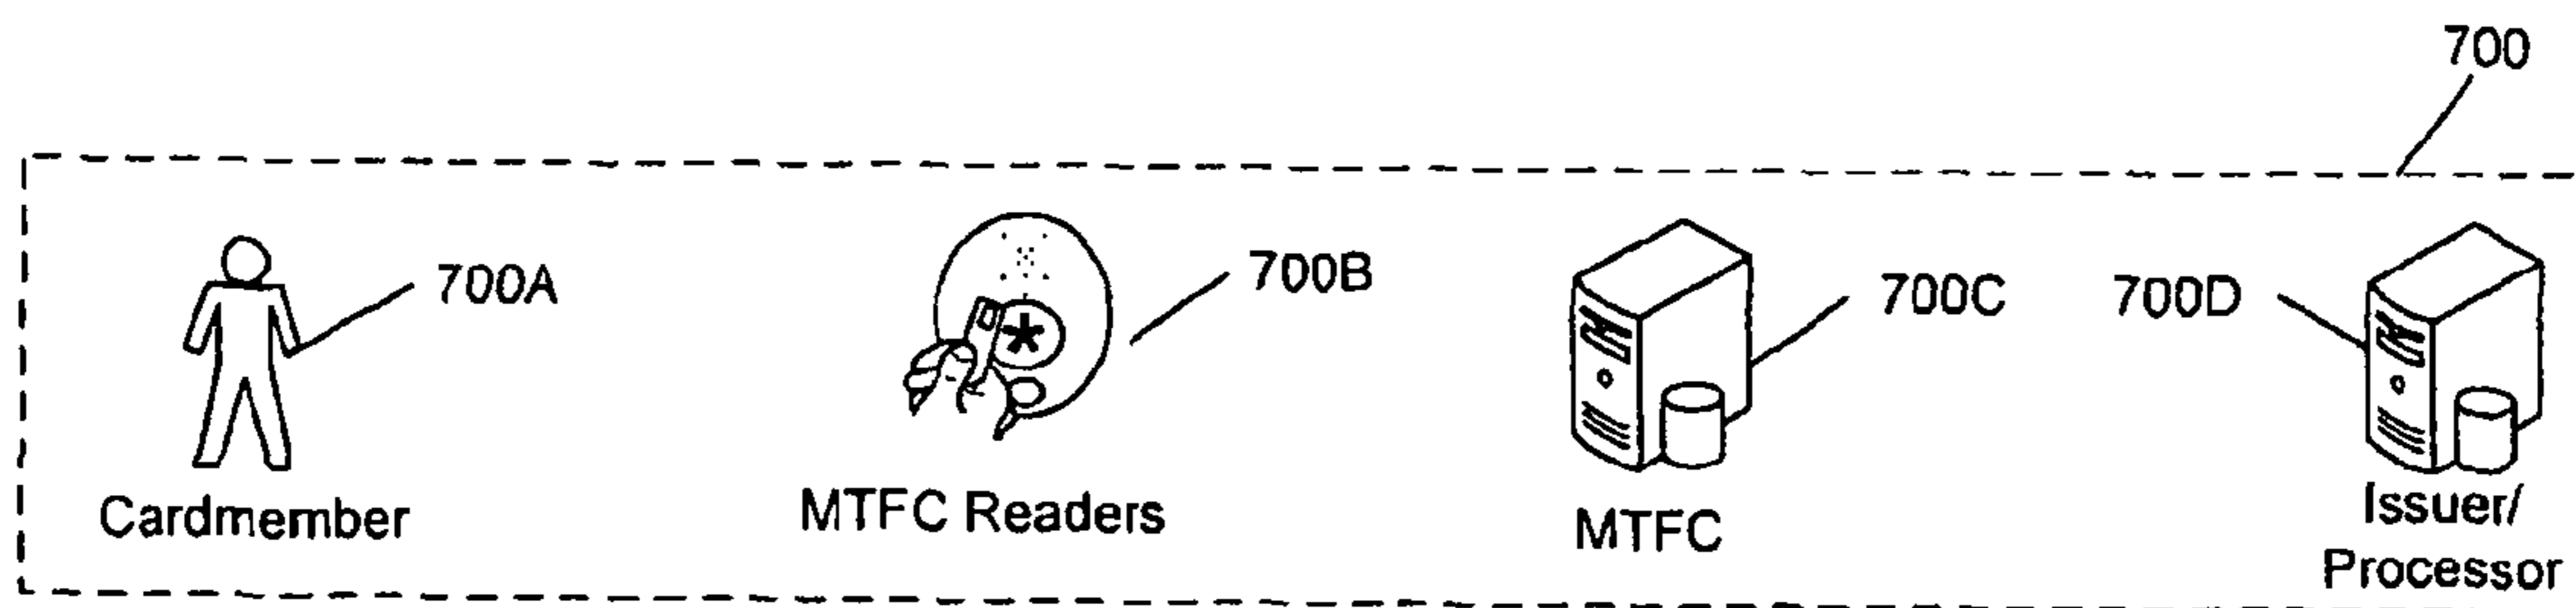 700
700A
700B
700C
700D
Cardmember
MTFC Readers
MTFC
Issuer/
Processor